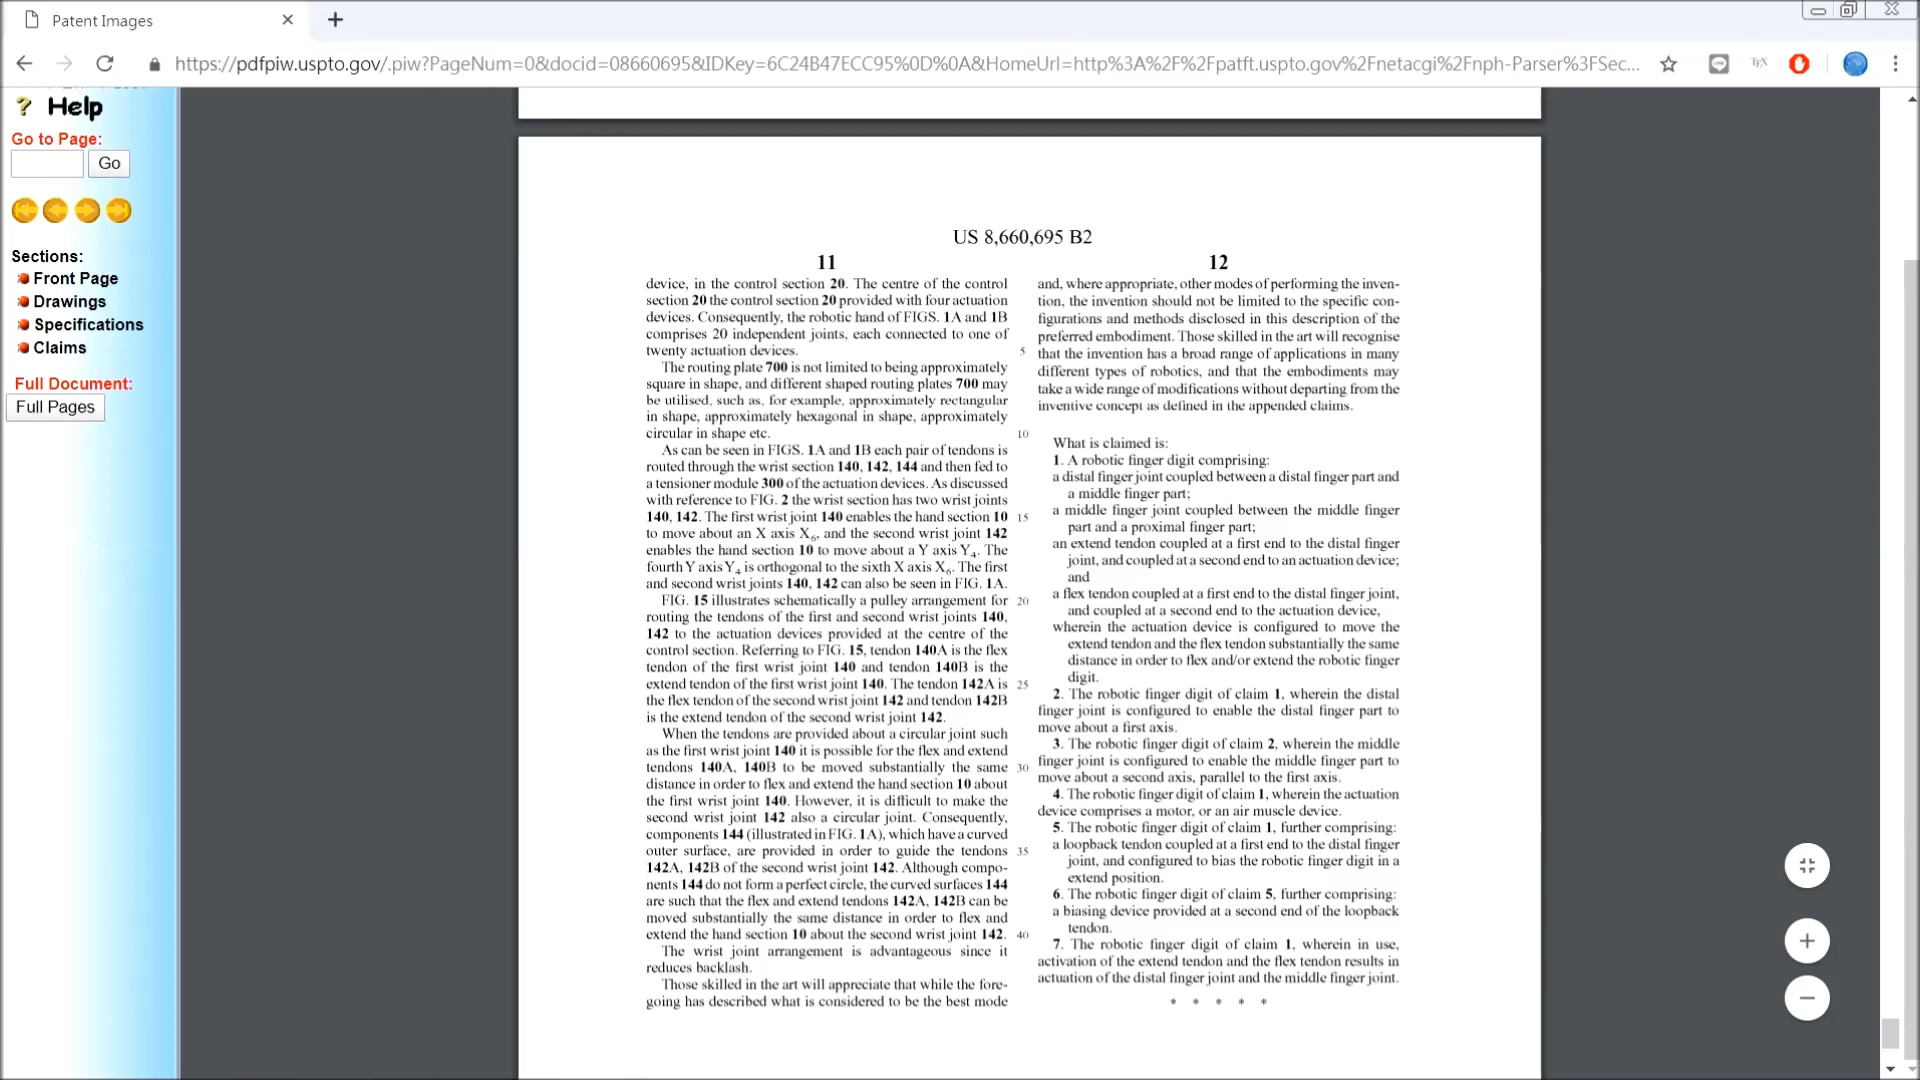 Patent Images
https://pdfpiw.uspto.gov/.piw?PageNum=0&docid=08660695&IDKey=6C24B47ECC95%0D%0A&HomeUrl=http%3A%2F%2Fpatft.uspto.gov%2Fnetacgi%2Fnph-Parser%3FSec...
? Help
Go to Page:
Go
Sections:
Front Page
Drawings
Specifications
Claims
Full Document:
Full Pages
US 8,660,695 B2
11
device, in the control section 20. The centre of the control
section 20 the control section 20 provided with four actuation
devices. Consequently, the robotic hand of FIGS. 1A and 1B
comprises 20 independent joints, each connected to one of
twenty actuation devices.
The routing plate 700 is not limited to being approximately
square in shape, and different shaped routing plates 700 may
be utilised, such as, for example, approximately rectangular
in shape, approximately hexagonal in shape, approximately
circular in shape etc.
As can be seen in FIGS. 1A and 1B each pair of tendons is
routed through the wrist section 140, 142, 144 and then fed to
a tensioner module 300 of the actuation devices. As discussed
with reference to FIG. 2 the wrist section has two wrist joints
140, 142. The first wrist joint 140 enables the hand section 10
to move about an X axis X6, and the second wrist joint 142
enables the hand section 10 to move about a Y axis Y4. The
fourth Y axis Y4 is orthogonal to the sixth X axis X6. The first
and second wrist joints 140, 142 can also be seen in FIG. 1A.
FIG. 15 illustrates schematically a pulley arrangement for
routing the tendons of the first and second wrist joints 140,
142 to the actuation devices provided at the centre of the
control section. Referring to FIG. 15, tendon 140A is the flex
tendon of the first wrist joint 140 and tendon 140B is the
extend tendon of the first wrist joint 140. The tendon 142A is
the flex tendon of the second wrist joint 142 and tendon 142B
is the extend tendon of the second wrist joint 142.
When the tendons are provided about a circular joint such
as the first wrist joint 140 it is possible for the flex and extend
tendons 140A, 140B to be moved substantially the same
distance in order to flex and extend the hand section 10 about
the first wrist joint 140. However, it is difficult to make the
second wrist joint 142 also a circular joint. Consequently,
components 144 (illustrated in FIG. 1A), which have a curved
outer surface, are provided in order to guide the tendons
142A, 142B of the second wrist joint 142. Although compo-
nents 144 do not form a perfect circle, the curved surfaces 144
are such that the flex and extend tendons 142A, 142B can be
moved substantially the same distance in order to flex and
extend the hand section 10 about the second wrist joint 142.
The wrist joint arrangement is advantageous since it
reduces backlash.
Those skilled in the art will appreciate that while the fore-
going has described what is considered to be the best mode
5
10
15
20
25
30
35
40
12
and, where appropriate, other modes of performing the inven-
tion, the invention should not be limited to the specific con-
figurations and methods disclosed in this description of the
preferred embodiment. Those skilled in the art will recognise
that the invention has a broad range of applications in many
different types of robotics, and that the embodiments may
take a wide range of modifications without departing from the
inventive concept as defined in the appended claims.
What is claimed is:
1. A robotic finger digit comprising:
a distal finger joint coupled between a distal finger part and
a middle finger part;
a middle finger joint coupled between the middle finger
part and a proximal finger part;
an extend tendon coupled at a first end to the distal finger
joint, and coupled at a second end to an actuation device;
and
a flex tendon coupled at a first end to the distal finger joint,
and coupled at a second end to the actuation device,
wherein the actuation device is configured to move the
extend tendon and the flex tendon substantially the same
distance in order to flex and/or extend the robotic finger
digit.
2. The robotic finger digit of claim 1, wherein the distal
finger joint is configured to enable the distal finger part to
move about a first axis.
3. The robotic finger digit of claim 2, wherein the middle
finger joint is configured to enable the middle finger part to
move about a second axis, parallel to the first axis.
4. The robotic finger digit of claim 1, wherein the actuation
device comprises a motor, or an air muscle device.
5. The robotic finger digit of claim 1, further comprising:
a loopback tendon coupled at a first end to the distal finger
joint, and configured to bias the robotic finger digit in a
extend position.
6. The robotic finger digit of claim 5, further comprising:
a biasing device provided at a second end of the loopback
tendon.
7. The robotic finger digit of claim 1, wherein in use,
activation of the extend tendon and the flex tendon results in
actuation of the distal finger joint and the middle finger joint.
* * * * *